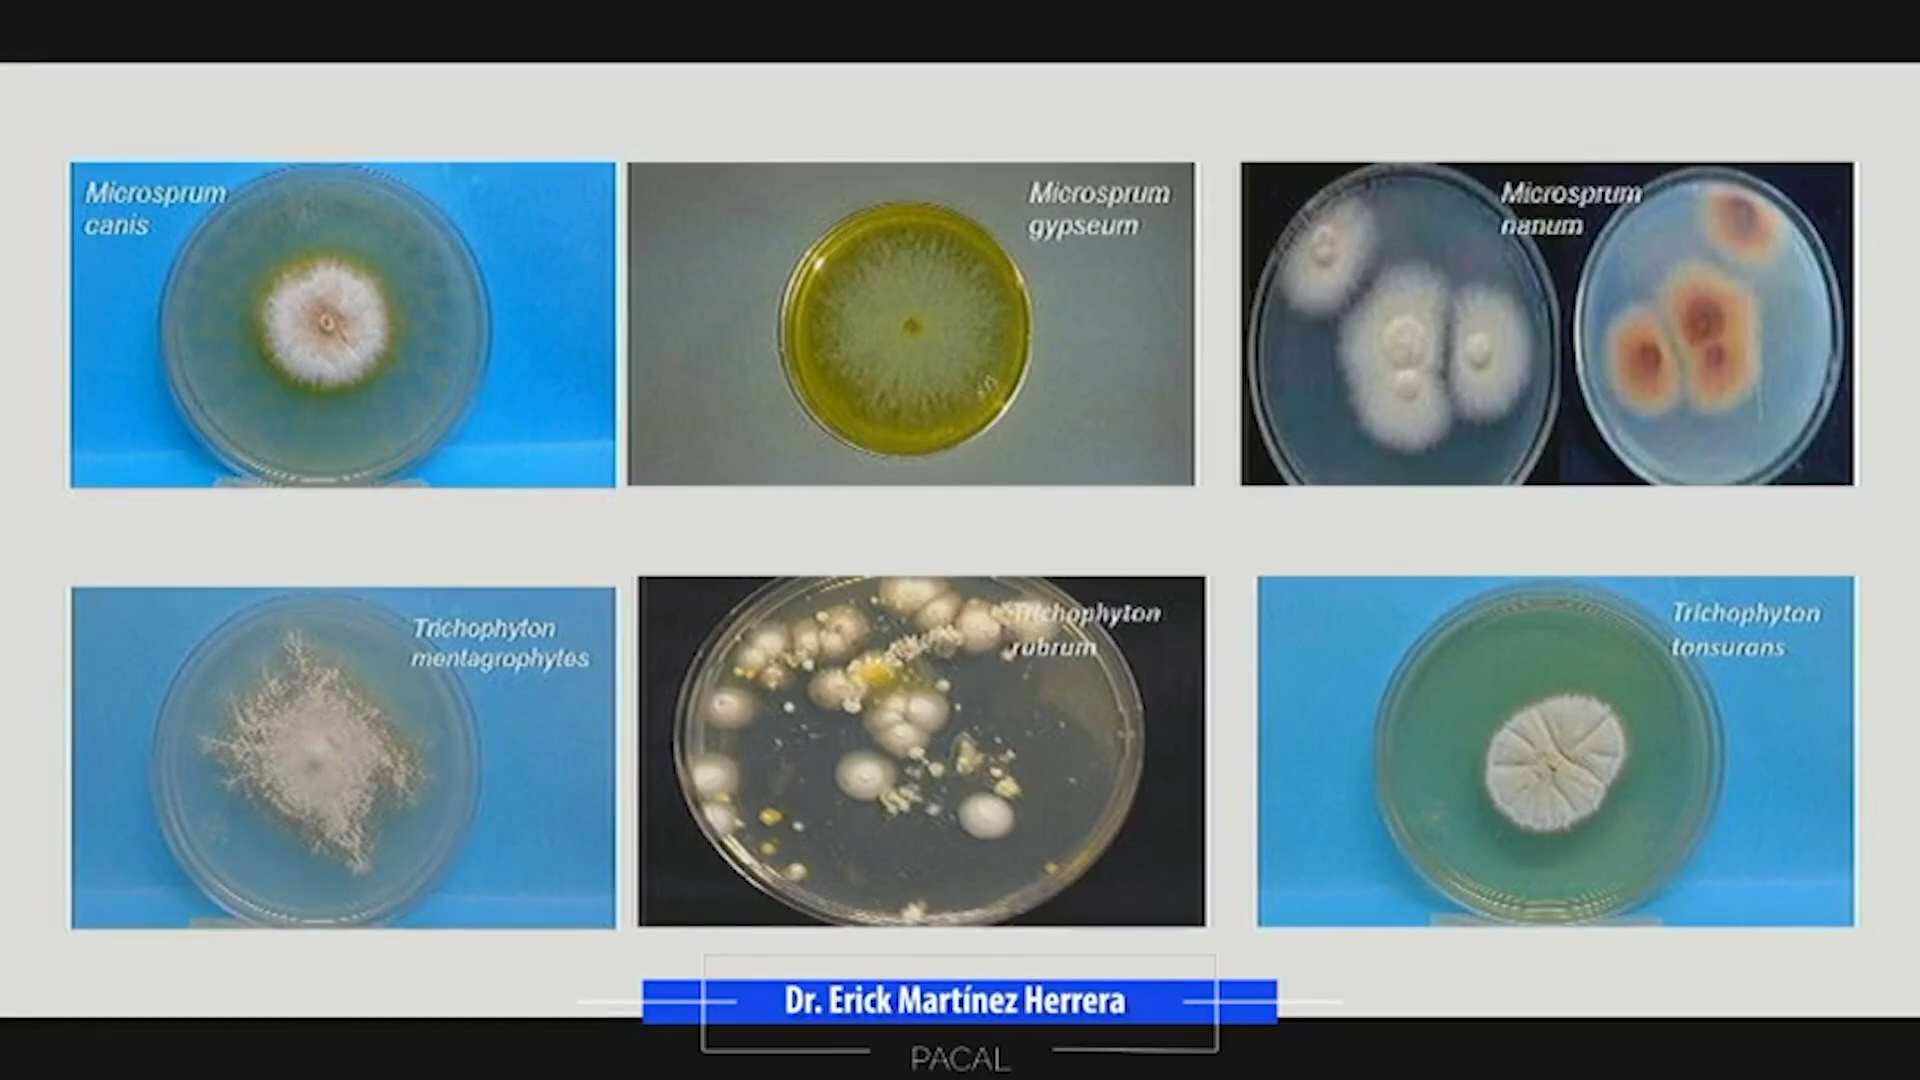 Microsprum
canis
Microsprum
gypseum
Microsprum
nanum
Trichophyton
mentagrophytes
Trichophyton
rubrum
Trichophyton
tonsurans
Dr. Erick Martínez Herrera
PACAL